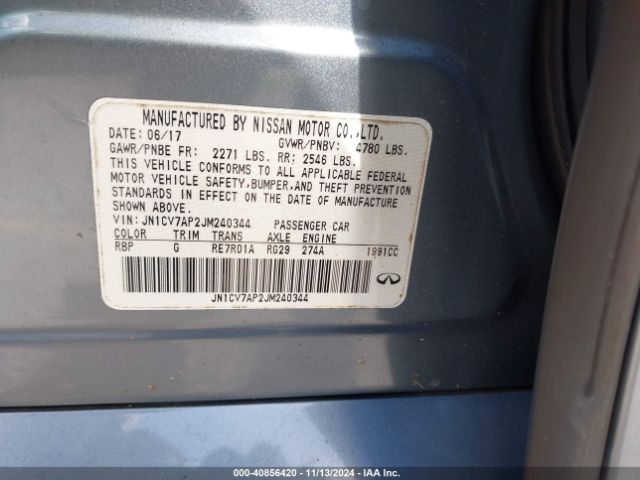 MANUFACTURED BY NISSAN MOTOR CO.,LTD.
DATE: 06/17 GVWR/PNBV: 4780 LBS.
GAWR/PNBE FR: 2271 LBS. RR: 2546 LBS.
THIS VEHICLE CONFORMS TO ALL APPLICABLE FEDERAL
MOTOR VEHICLE SAFETY,BUMPER,AND THEFT PREVENTION
STANDARDS IN EFFECT ON THE DATE OF MANUFACTURE
SHOWN ABOVE.
VIN: JN1CV7AP2JM240344 PASSENGER CAR
COLOR TRIM TRANS AXLE ENGINE
RBP G RE7R01A RG29 274A 1991CC
JN1CV7AP2JM240344
000-40856420 - 11/13/2024 - IAA Inc.